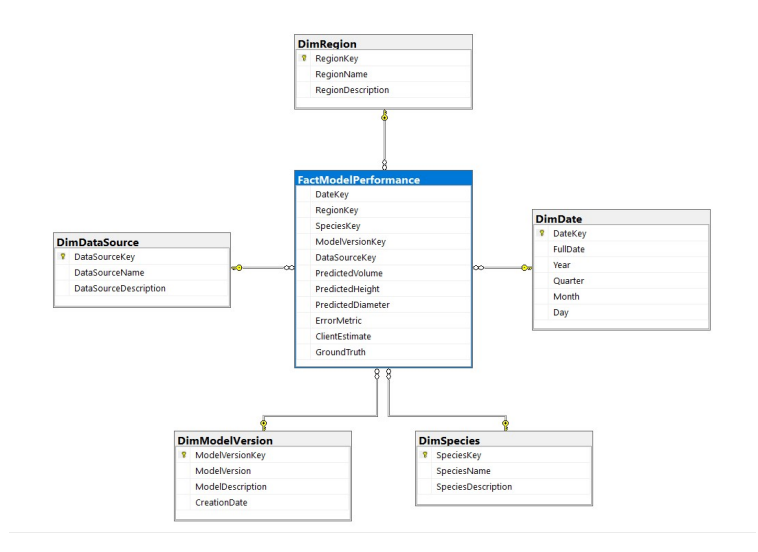 DimRegion
RegionKey
RegionName
RegionDescription
FactModelPerformance
DateKey
RegionKey
SpeciesKey
ModelVersionKey
DataSourceKey
PredictedVolume
PredictedHeight
PredictedDiameter
ErrorMetric
ClientEstimate
GroundTruth
DimDataSource
DataSourceKey
DataSourceName
DataSourceDescription
DimDate
DateKey
FullDate
Year
Quarter
Month
Day
DimModelVersion
ModelVersionKey
ModelVersion
ModelDescription
CreationDate
DimSpecies
SpeciesKey
SpeciesName
SpeciesDescription